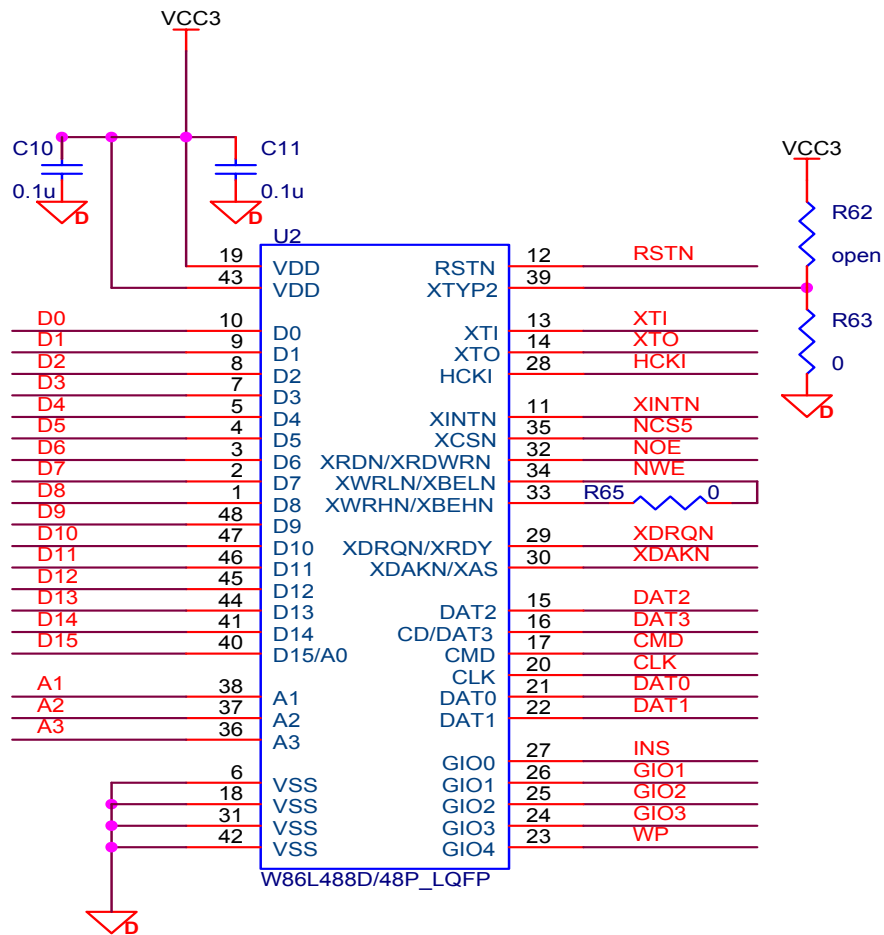 VCC3
C10
C11
VCC3
0.1u
D
0.1u
D
R62
U2
open
19
VDD
RSTN
12
RSTN
43
VDD
XTYP2
39
D0
10
D0
XTI
13
XTI
R63
D1
9
D1
XTO
14
XTO
D2
8
D2
HCKI
28
HCKI
0
D3
7
D3
D4
5
D4
XINTN
11
XINTN
D
D5
4
D5
XCSN
35
NCS5
D6
3
D6
XRDN/XRDWRN
32
NOE
D7
2
D7
XWRLN/XBELN
34
NWE
D8
1
D8
XWRHN/XBEHN
33
R65
0
D9
48
D9
D10
47
D10
XDRQN/XRDY
29
XDRQN
D11
46
D11
XDAKN/XAS
30
XDAKN
D12
45
D12
D13
44
D13
DAT2
15
DAT2
D14
41
D14
CD/DAT3
16
DAT3
D15
40
D15/A0
CMD
17
CMD
CLK
20
CLK
A1
38
A1
DAT0
21
DAT0
A2
37
A2
DAT1
22
DAT1
A3
36
A3
GIO0
27
INS
6
VSS
GIO1
26
GIO1
18
VSS
GIO2
25
GIO2
31
VSS
GIO3
24
GIO3
42
VSS
GIO4
23
WP
W86L488D/48P_LQFP
D